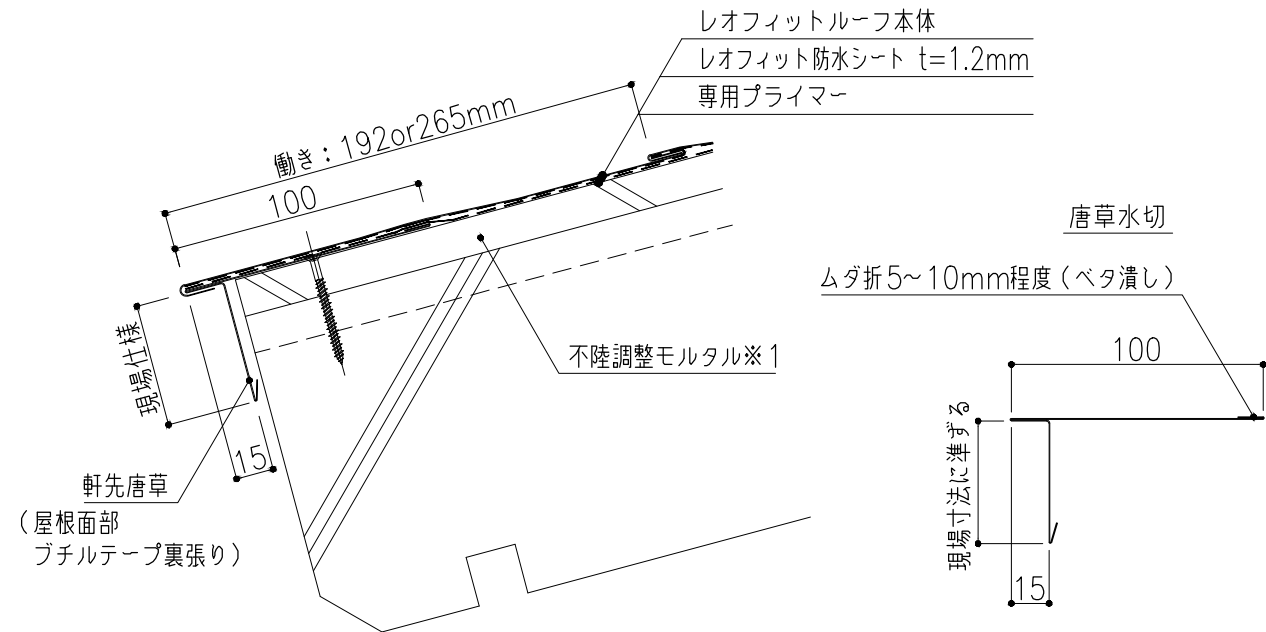 レオフィットルーフ本体
レオフィット防水シート t=1.2mm
専用プライマー
働き：192or265mm
100
不陸調整モルタル※1
現場仕様
15
軒先唐草
（屋根面部
ブチルテープ裏張り）
唐草水切
ムダ折5~10mm程度（ベタ潰し）
100
現場寸法に準ずる
15